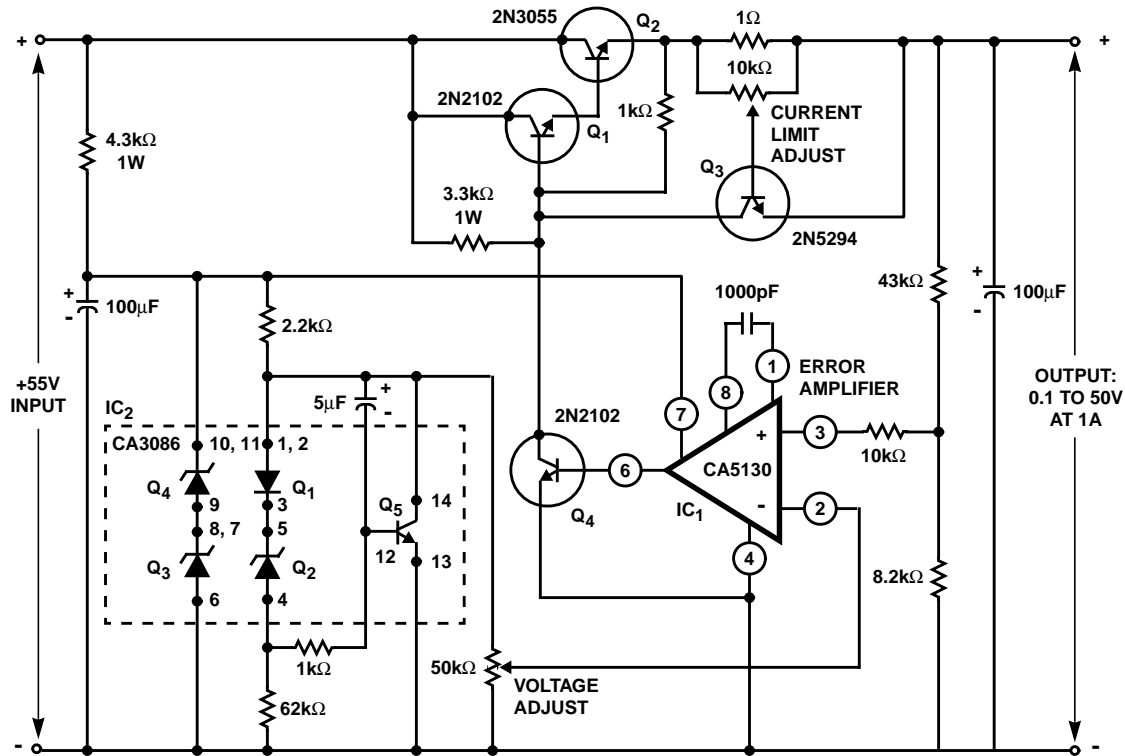 2N3055
Q2
1Ω
+
+
10kΩ
2N2102
Q1
1kΩ
CURRENT
LIMIT
ADJUST
4.3kΩ
1W
Q3
3.3kΩ
1W
2N5294
+
-
100μF
2.2kΩ
1000pF
43kΩ
+
-
100μF
+55V
INPUT
8
1
ERROR
AMPLIFIER
OUTPUT:
0.1 TO 50V
AT 1A
5μF
+
-
7
IC2
CA3086
10, 11
1, 2
2N2102
+
3
10kΩ
Q4
Q1
6
CA5130
9
3
Q5
14
8, 7
5
Q4
IC1
-
2
Q3
Q2
12
13
4
6
4
8.2kΩ
1kΩ
50kΩ
VOLTAGE
ADJUST
62kΩ
-
-